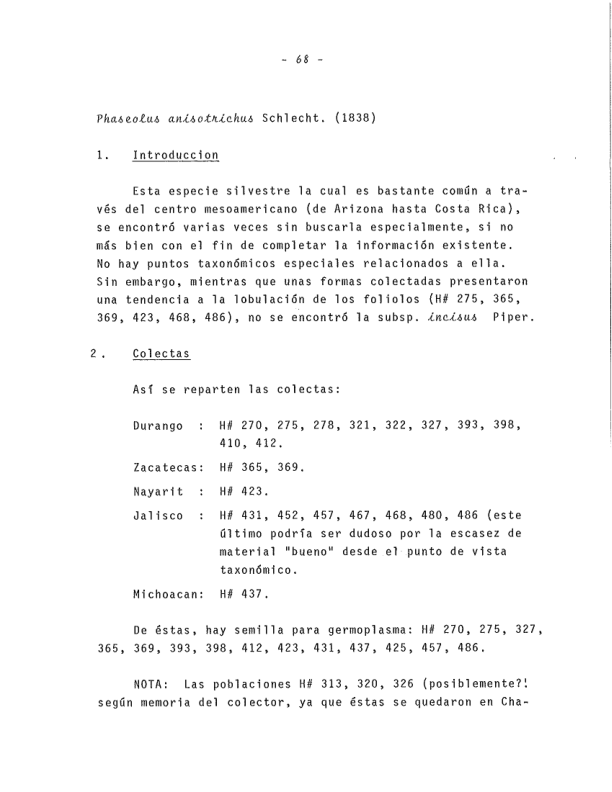 - 68 -
Phaseolus anisotrichus Schlecht. (1838)
1. Introduccion
Esta especie silvestre la cual es bastante común a tra-
vés del centro mesoamericano (de Arizona hasta Costa Rica),
se encontró varias veces sin buscarla especialmente, si no
más bien con el fin de completar la información existente.
No hay puntos taxonómicos especiales relacionados a ella.
Sin embargo, mientras que unas formas colectadas presentaron
una tendencia a la lobulación de los foliolos (H# 275, 365,
369, 423, 468, 486), no se encontró la subsp. incisus Piper.
2. Colectas
Así se reparten las colectas:
Durango : H# 270, 275, 278, 321, 322, 327, 393, 398,
410, 412.
Zacatecas: H# 365, 369.
Nayarit : H# 423.
Jalisco : H# 431, 452, 457, 467, 468, 480, 486 (este
último podría ser dudoso por la escasez de
material "bueno" desde el punto de vista
taxonómico.
Michoacan: H# 437.
De éstas, hay semilla para germoplasma: H# 270, 275, 327,
365, 369, 393, 398, 412, 423, 431, 437, 425, 457, 486.
NOTA: Las poblaciones H# 313, 320, 326 (posiblemente?!
según memoria del colector, ya que éstas se quedaron en Cha-